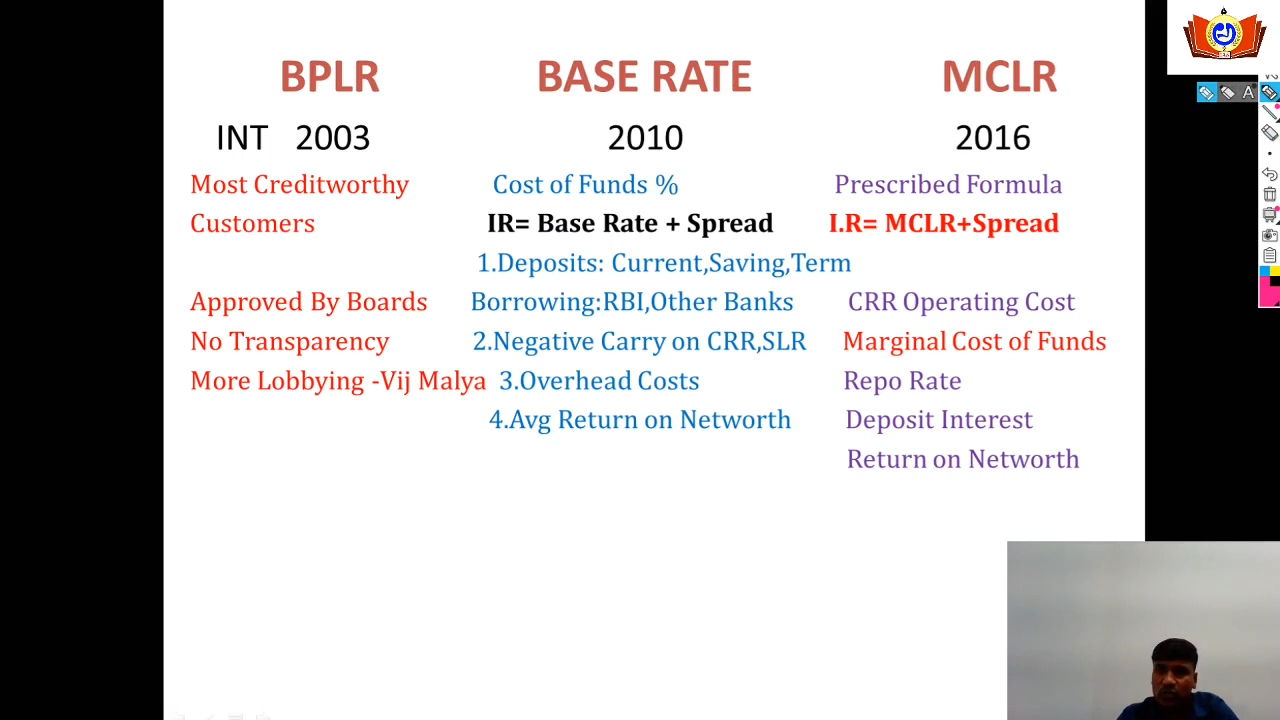 BPLR
INT 2003
Most Creditworthy
Customers
Approved By Boards
No Transparency
More Lobbying -Vij Malya
BASE RATE
2010
Cost of Funds %
IR= Base Rate + Spread
1.Deposits: Current,Saving,Term
Borrowing:RBI,Other Banks
2.Negative Carry on CRR,SLR
3.Overhead Costs
4.Avg Return on Networth
MCLR
2016
Prescribed Formula
I.R= MCLR+Spread
CRR Operating Cost
Marginal Cost of Funds
Repo Rate
Deposit Interest
Return on Networth
A